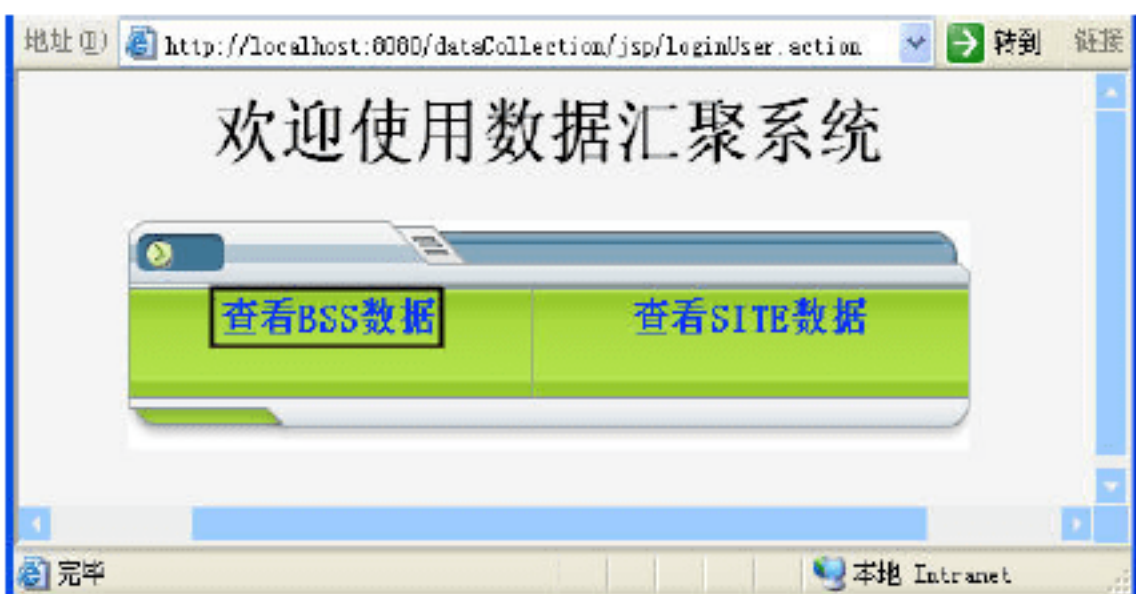 地址(D) http://localhost:8080/dataCollection/jsp/loginUser.action 转到 链接
欢迎使用数据汇聚系统
查看BSS数据 查看SITE数据
完毕 本地 Intranet